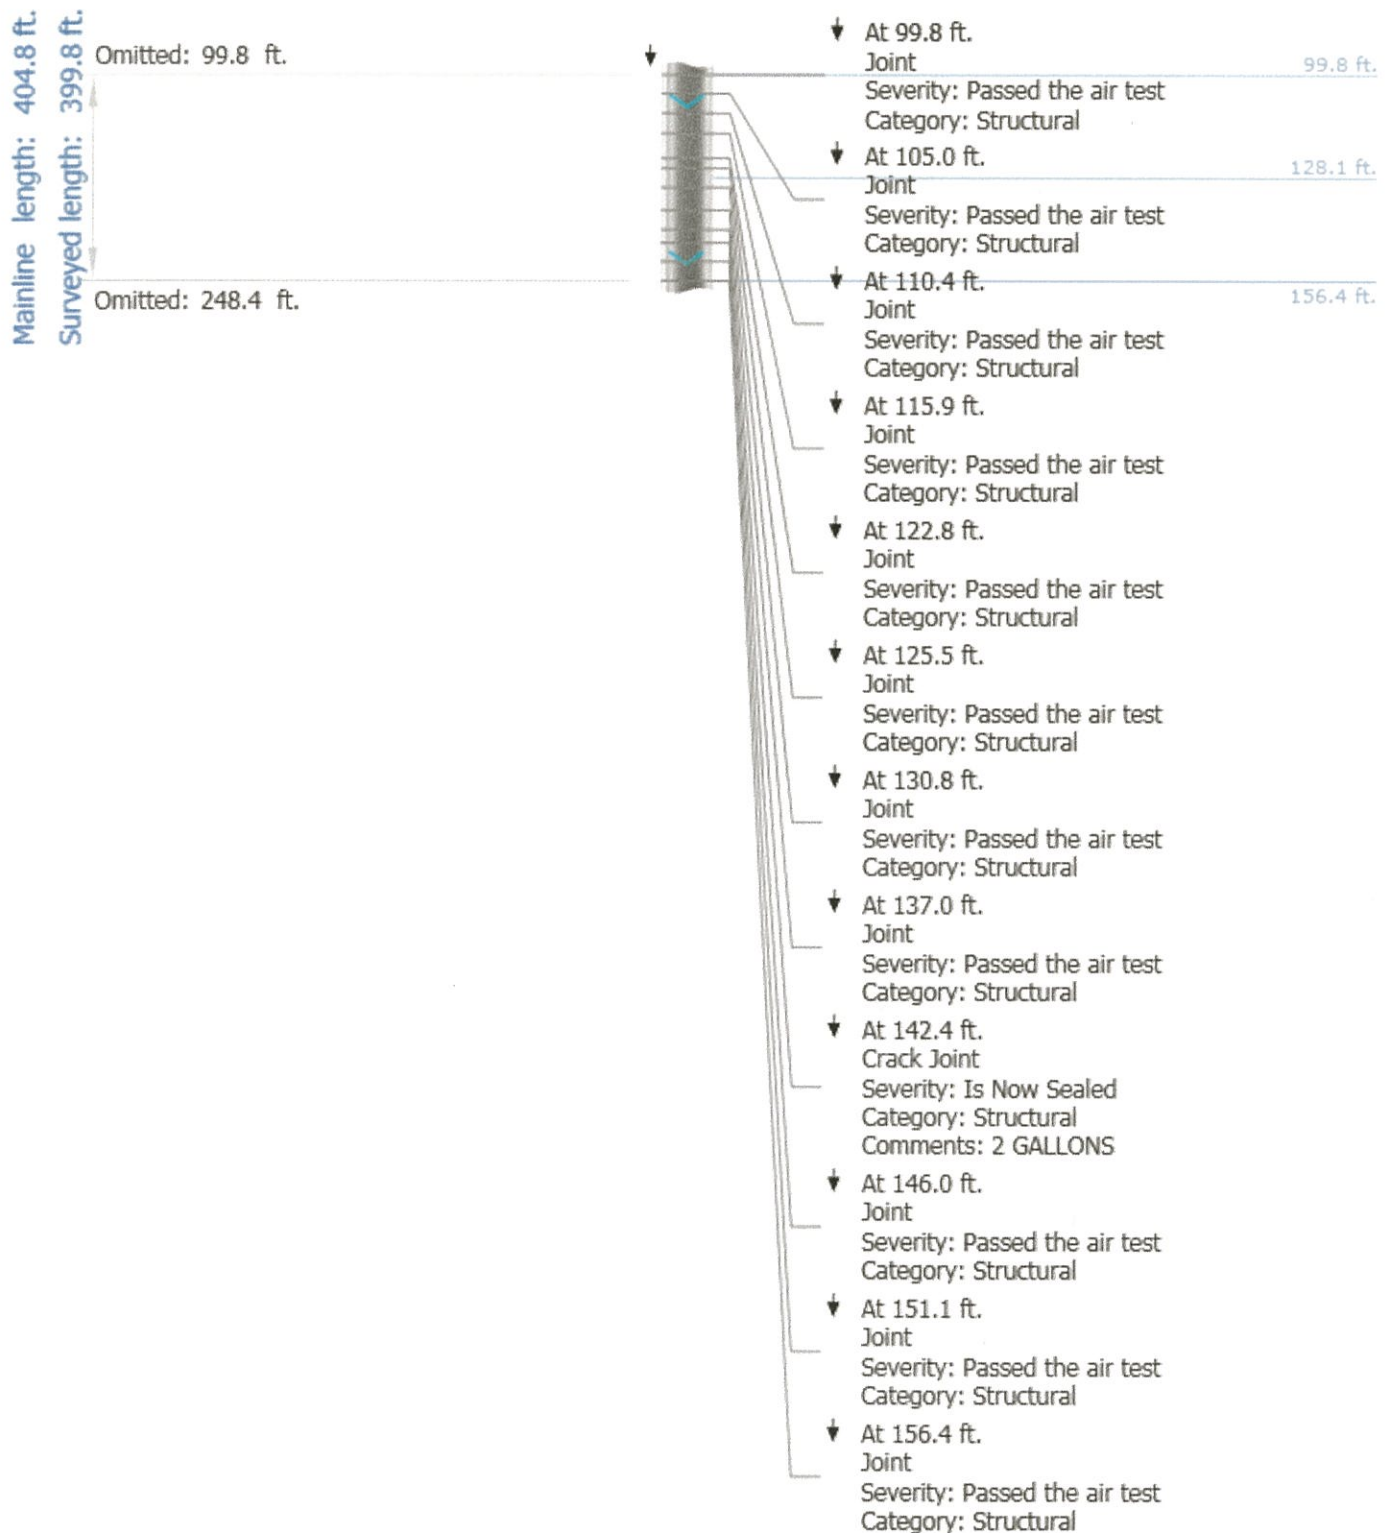 Mainline length: 404.8 ft.
Surveyed length: 399.8 ft.
Omitted: 99.8 ft.
Omitted: 248.4 ft.
At 99.8 ft.
Joint
Severity: Passed the air test
Category: Structural
At 105.0 ft.
Joint
Severity: Passed the air test
Category: Structural
At 110.4 ft.
Joint
Severity: Passed the air test
Category: Structural
At 115.9 ft.
Joint
Severity: Passed the air test
Category: Structural
At 122.8 ft.
Joint
Severity: Passed the air test
Category: Structural
At 125.5 ft.
Joint
Severity: Passed the air test
Category: Structural
At 130.8 ft.
Joint
Severity: Passed the air test
Category: Structural
At 137.0 ft.
Joint
Severity: Passed the air test
Category: Structural
At 142.4 ft.
Crack Joint
Severity: Is Now Sealed
Category: Structural
Comments: 2 GALLONS
At 146.0 ft.
Joint
Severity: Passed the air test
Category: Structural
At 151.1 ft.
Joint
Severity: Passed the air test
Category: Structural
At 156.4 ft.
Joint
Severity: Passed the air test
Category: Structural
99.8 ft.
128.1 ft.
156.4 ft.